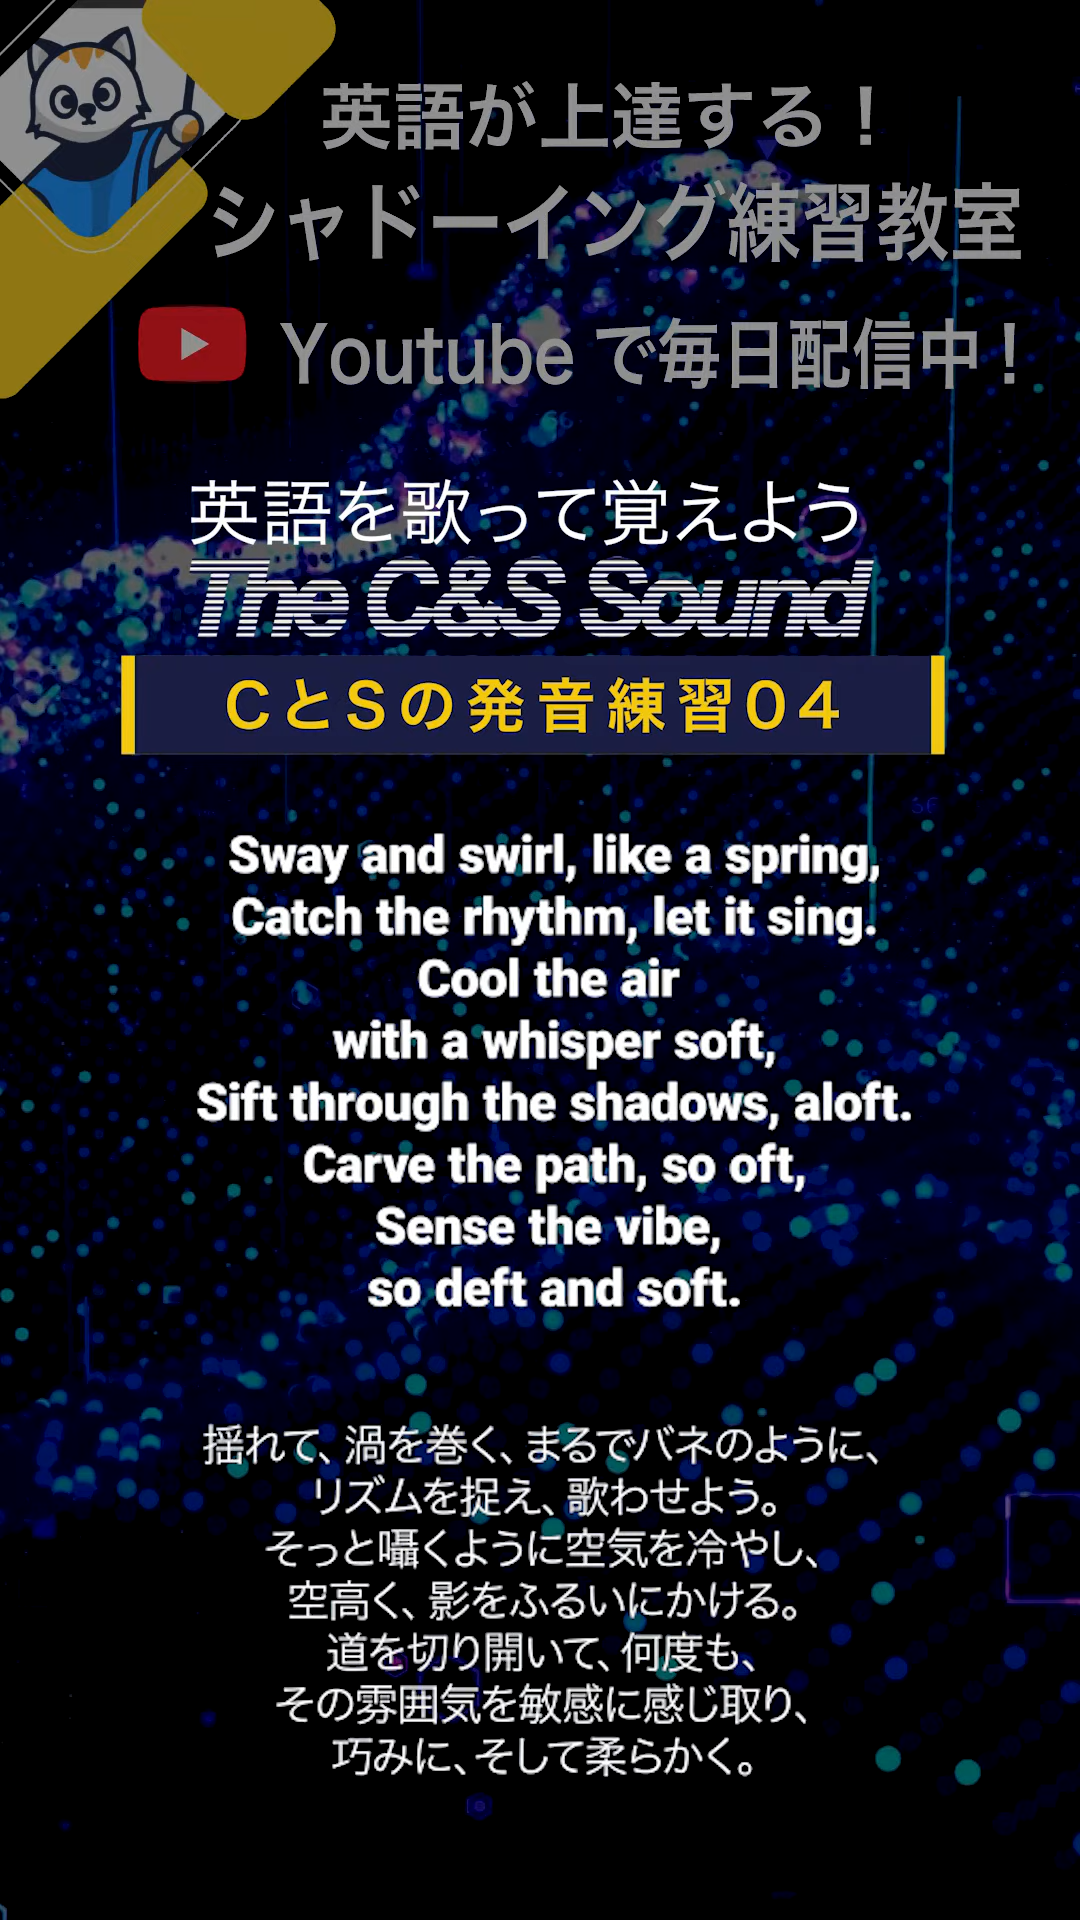 英語が上達する！
シャドーイング練習教室
Youtubeで毎日配信中！
英語を歌って覚えよう
The C&S Sound
CとSの発音練習04
Sway and swirl, like a spring,
Catch the rhythm, let it sing.
Cool the air
with a whisper soft,
Sift through the shadows, aloft.
Carve the path, so oft,
Sense the vibe,
so deft and soft.
揺れて、渦を巻く、まるでバネのように、
リズムを捉え、歌わせよう。
そっと囁くように空気を冷やし、
空高く、影をふるいにかける。
道を切り開いて、何度も、
その雰囲気を敏感に感じ取り、
巧みに、そして柔らかく。